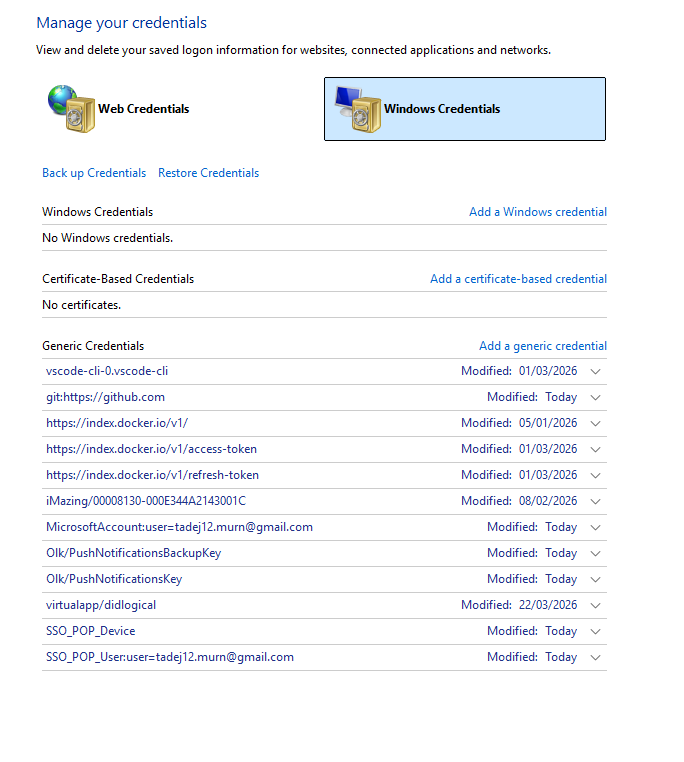 Manage your credentials
View and delete your saved logon information for websites, connected applications and networks.
Web Credentials
Windows Credentials
Back up Credentials Restore Credentials
Windows Credentials Add a Windows credential
No Windows credentials.
Certificate-Based Credentials Add a certificate-based credential
No certificates.
Generic Credentials Add a generic credential
vscode-cli-0.vscode-cli Modified: 01/03/2026
git:https://github.com Modified: Today
https://index.docker.io/v1/ Modified: 05/01/2026
https://index.docker.io/v1/access-token Modified: 01/03/2026
https://index.docker.io/v1/refresh-token Modified: 01/03/2026
iMazing/00008130-000E344A2143001C Modified: 08/02/2026
MicrosoftAccount:user=tadej12.murn@gmail.com Modified: Today
Olk/PushNotificationsBackupKey Modified: Today
Olk/PushNotificationsKey Modified: Today
virtualapp/didlogical Modified: 22/03/2026
SSO_POP_Device Modified: Today
SSO_POP_User:user=tadej12.murn@gmail.com Modified: Today